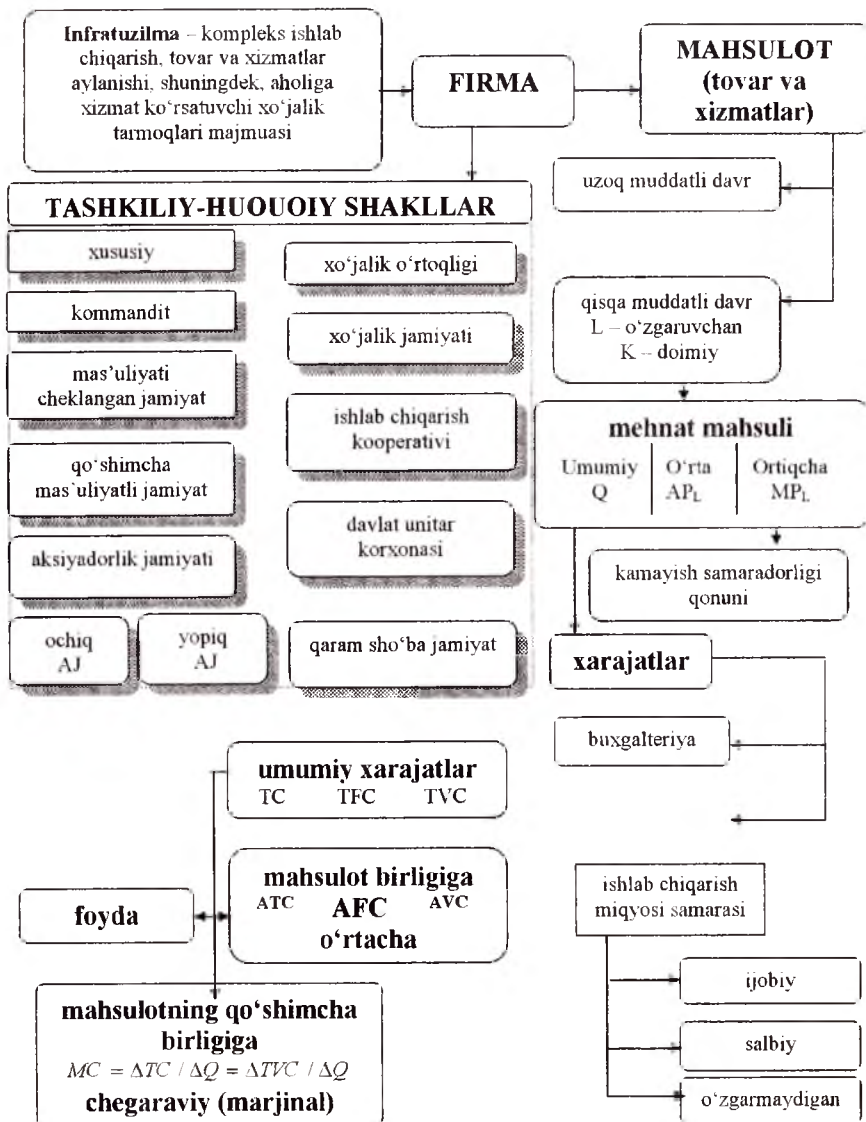 Infratuzilma – kompleks ishlab
chiqarish, tovar va xizmatlar
aylanishi, shuningdek, aholiga
xizmat ko‘rsatuvchi xo‘jalik
tarmoqlari majmuasi
FIRMA
MAHSULOT
(tovar va
xizmatlar)
TASHKILIY-HUOUOIY SHAKLLAR
xususiy
kommandit
mas’uliyati
cheklangan jamiyat
qo‘shimcha
mas’uliyatli jamiyat
aksiyadorlik jamiyati
ochiq
AJ
yopiq
AJ
xo‘jalik o‘rtoqligi
xo‘jalik jamiyati
ishlab chiqarish
kooperativi
davlat unitar
korxonasi
qaram sho‘ba jamiyat
uzoq muddatli davr
qisqa muddatli davr
L – o‘zgaruvchan
K – doimiy
mehnat mahsuli
Umumiy O‘rta Ortiqcha
Q APL MPL
kamayish samaradorligi
qonuni
xarajatlar
buxgalteriya
umumiy xarajatlar
TC TFC TVC
mahsulot birligiga
ATC AFC AVC
o‘rtacha
foyda
mahsulotning qo‘shimcha
birligiga
MC = ΔTC / ΔQ = ΔTVC / ΔQ
chegaraviy (marjinal)
ishlab chiqarish
miqyosi samarasi
ijobiy
salbiy
o‘zgarmaydigan